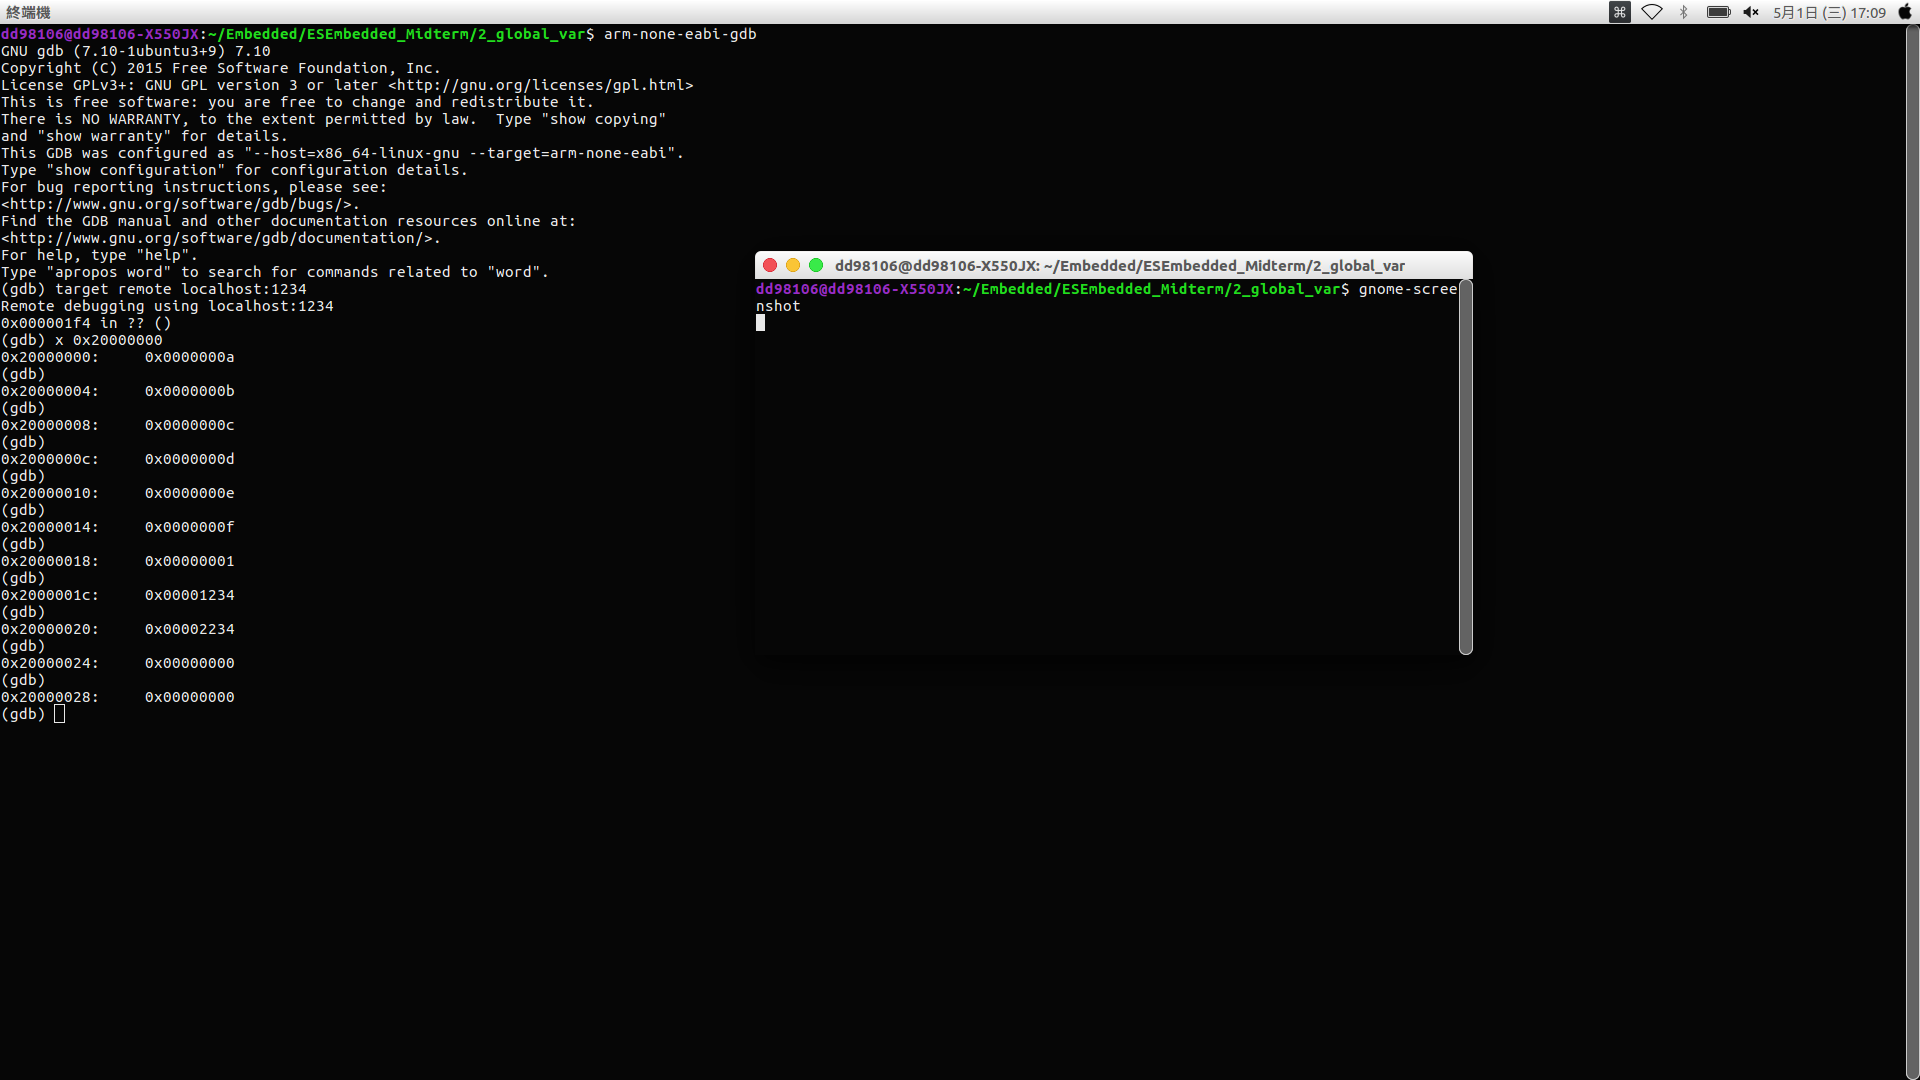 終端機
5月1日 (三) 17:09
dd98106@dd98106-X550JX:~/Embedded/ESEmbedded_Midterm/2_global_var$ arm-none-eabi-gdb
GNU gdb (7.10-1ubuntu3+9) 7.10
Copyright (C) 2015 Free Software Foundation, Inc.
License GPLv3+: GNU GPL version 3 or later <http://gnu.org/licenses/gpl.html>
This is free software: you are free to change and redistribute it.
There is NO WARRANTY, to the extent permitted by law.  Type "show copying"
and "show warranty" for details.
This GDB was configured as "--host=x86_64-linux-gnu --target=arm-none-eabi".
Type "show configuration" for configuration details.
For bug reporting instructions, please see:
<http://www.gnu.org/software/gdb/bugs/>.
Find the GDB manual and other documentation resources online at:
<http://www.gnu.org/software/gdb/documentation/>.
For help, type "help".
Type "apropos word" to search for commands related to "word".
(gdb) target remote localhost:1234
Remote debugging using localhost:1234
0x000001f4 in ?? ()
(gdb) x 0x20000000
0x20000000:     0x0000000a
(gdb)
0x20000004:     0x0000000b
(gdb)
0x20000008:     0x0000000c
(gdb)
0x2000000c:     0x0000000d
(gdb)
0x20000010:     0x0000000e
(gdb)
0x20000014:     0x0000000f
(gdb)
0x20000018:     0x00000001
(gdb)
0x2000001c:     0x00001234
(gdb)
0x20000020:     0x00002234
(gdb)
0x20000024:     0x00000000
(gdb)
0x20000028:     0x00000000
(gdb)
dd98106@dd98106-X550JX: ~/Embedded/ESEmbedded_Midterm/2_global_var
dd98106@dd98106-X550JX:~/Embedded/ESEmbedded_Midterm/2_global_var$ gnome-scree
nshot